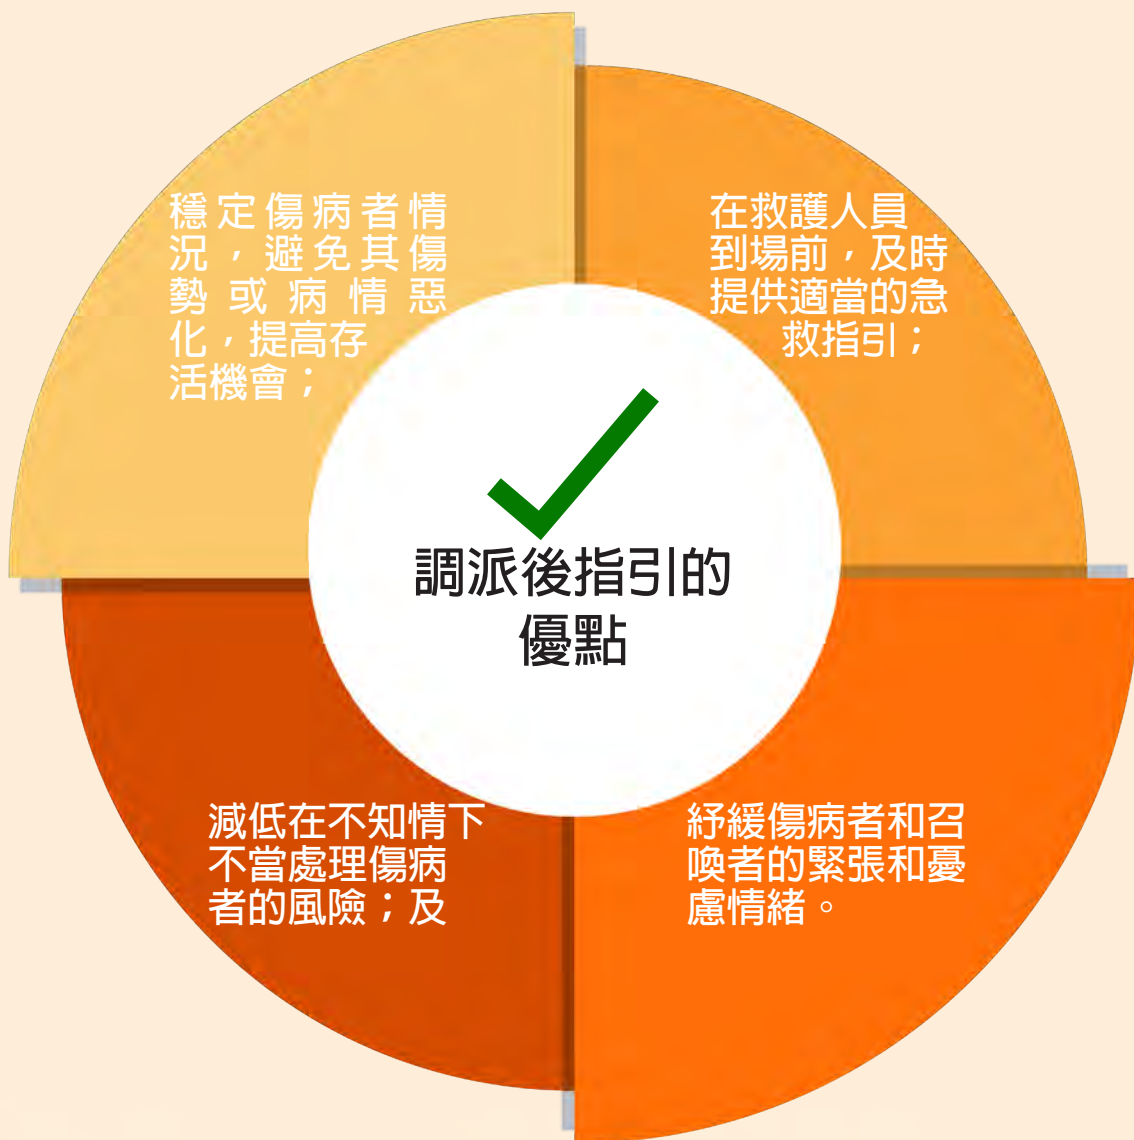 穩定傷病者情
況，避免其傷
勢或病情惡
化，提高存
活機會；
在救護人員
到場前，及時
提供適當的急
救指引；
調派後指引的
優點
減低在不知情下
不當處理傷病
者的風險；及
紓緩傷病者和召
喚者的緊張和憂
慮情緒。